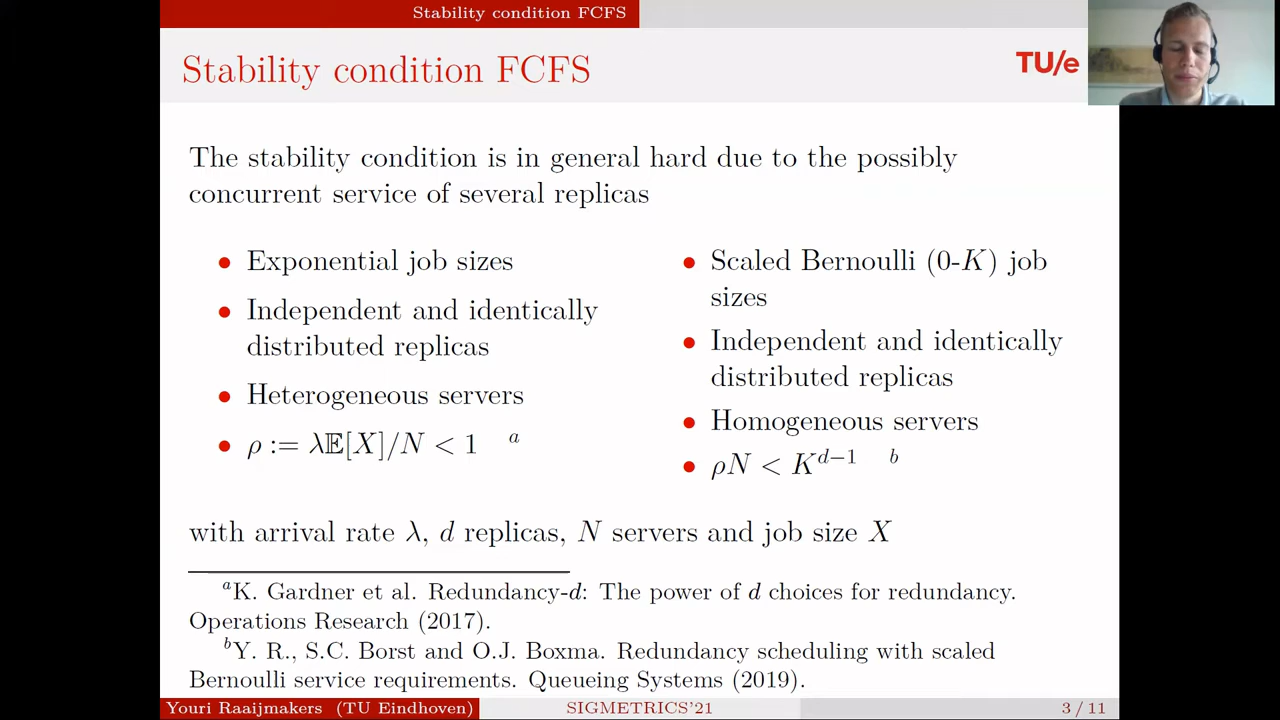 Stability condition FCFS
Stability condition FCFS
TU/e
The stability condition is in general hard due to the possibly
concurrent service of several replicas
• Exponential job sizes
• Independent and identically
distributed replicas
• Heterogeneous servers
• ρ := λ𝔼[X]/N < 1 ᵃ
• Scaled Bernoulli (0-K) job
sizes
• Independent and identically
distributed replicas
• Homogeneous servers
• ρN < K^{d−1} ᵇ
with arrival rate λ, d replicas, N servers and job size X
ᵃK. Gardner et al. Redundancy-d: The power of d choices for redundancy.
Operations Research (2017).
ᵇY. R., S.C. Borst and O.J. Boxma. Redundancy scheduling with scaled
Bernoulli service requirements. Queueing Systems (2019).
Youri Raaijmakers (TU Eindhoven)
SIGMETRICS'21
3 / 11